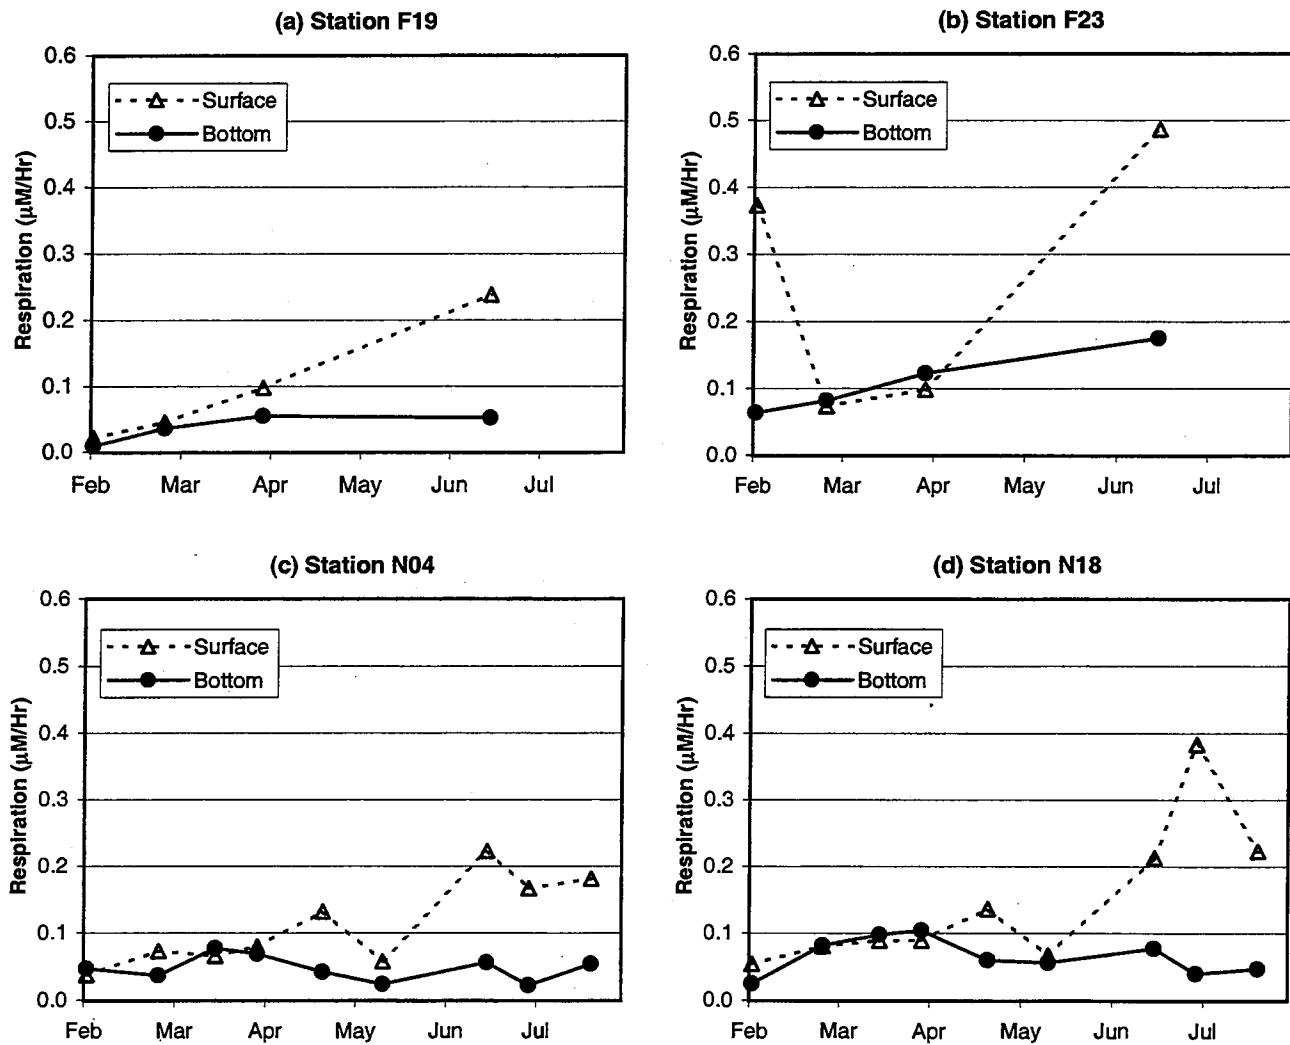 (a) Station F19
0.6
0.5
0.4
0.3
0.2
0.1
0.0
Respiration (µM/Hr)
Surface
Bottom
Feb Mar Apr May Jun Jul
(b) Station F23
0.6
0.5
0.4
0.3
0.2
0.1
0.0
Respiration (µM/Hr)
Surface
Bottom
Feb Mar Apr May Jun Jul
(c) Station N04
0.6
0.5
0.4
0.3
0.2
0.1
0.0
Respiration (µM/Hr)
Surface
Bottom
Feb Mar Apr May Jun Jul
(d) Station N18
0.6
0.5
0.4
0.3
0.2
0.1
0.0
Respiration (µM/Hr)
Surface
Bottom
Feb Mar Apr May Jun Jul